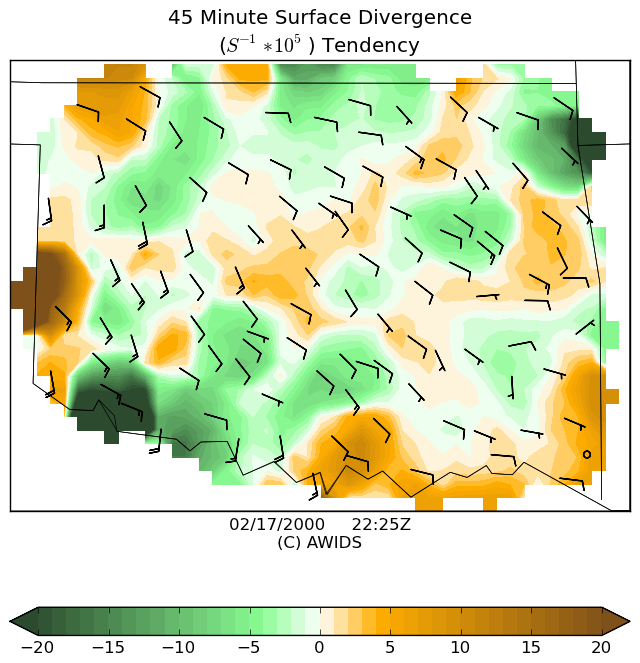 45 Minute Surface Divergence
(S⁻¹ *10⁵ ) Tendency
02/17/2000 22:25Z
(C) AWIDS
−20 −15 −10 −5 0 5 10 15 20